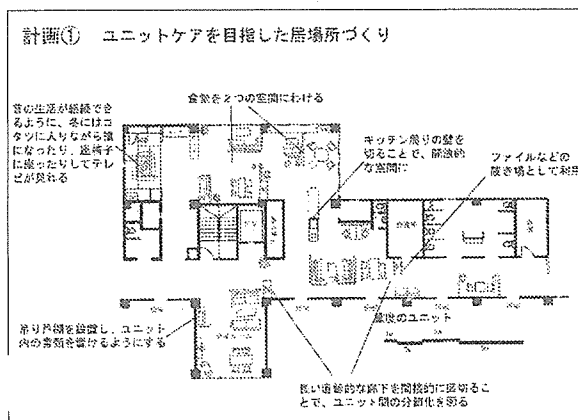 計画① ユニットケアを目指した居場所づくり
食堂を2つの空間にわける
昔の生活が継続でき
るように、冬にはコ
タツに入りながら横
になったり、座椅子
に座ったりしてテレ
ビが見れる
キッチン周りの壁を
切ることで、開放的
な空間に
ファイルなどの
置き場として利用
吊り戸棚を設置し、ユニット
内の書類を置けるようにする
のユニット
長い直線的な廊下を間接的に区切るこ
とで、ユニット間の分節化を図る